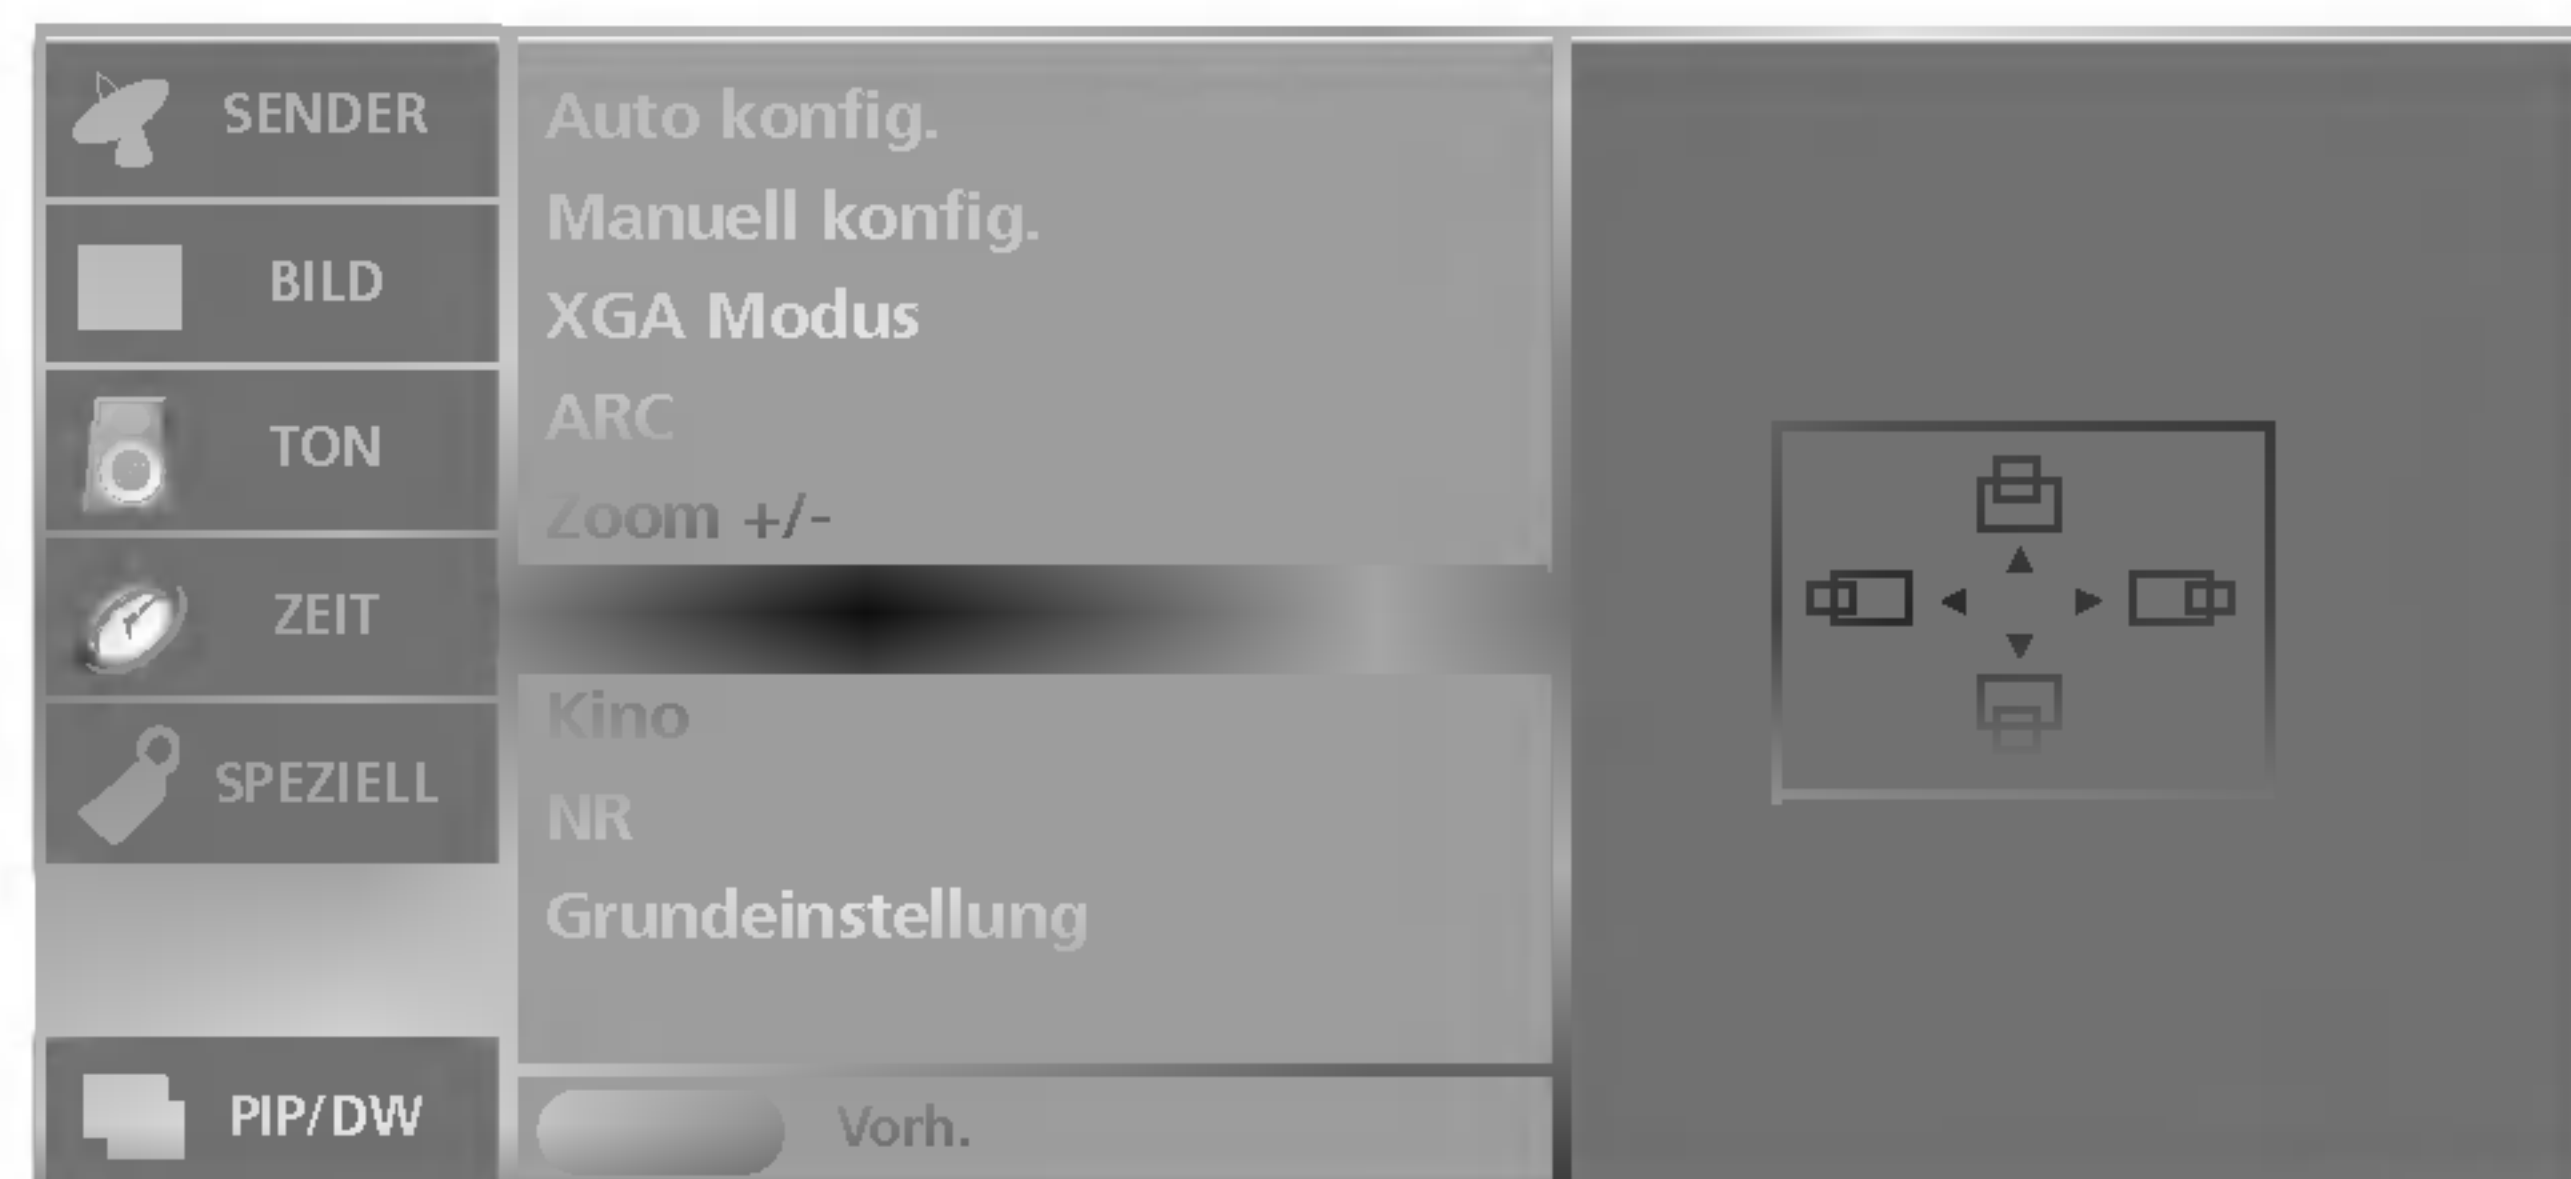 SENDER
BILD
TON
ZEIT
SPEZIELL
PIP/DW
Auto konfig.
Manuell konfig.
XGA Modus
ARC
Zoom +/-
Kino
NR
Grundeinstellung
Vorh.